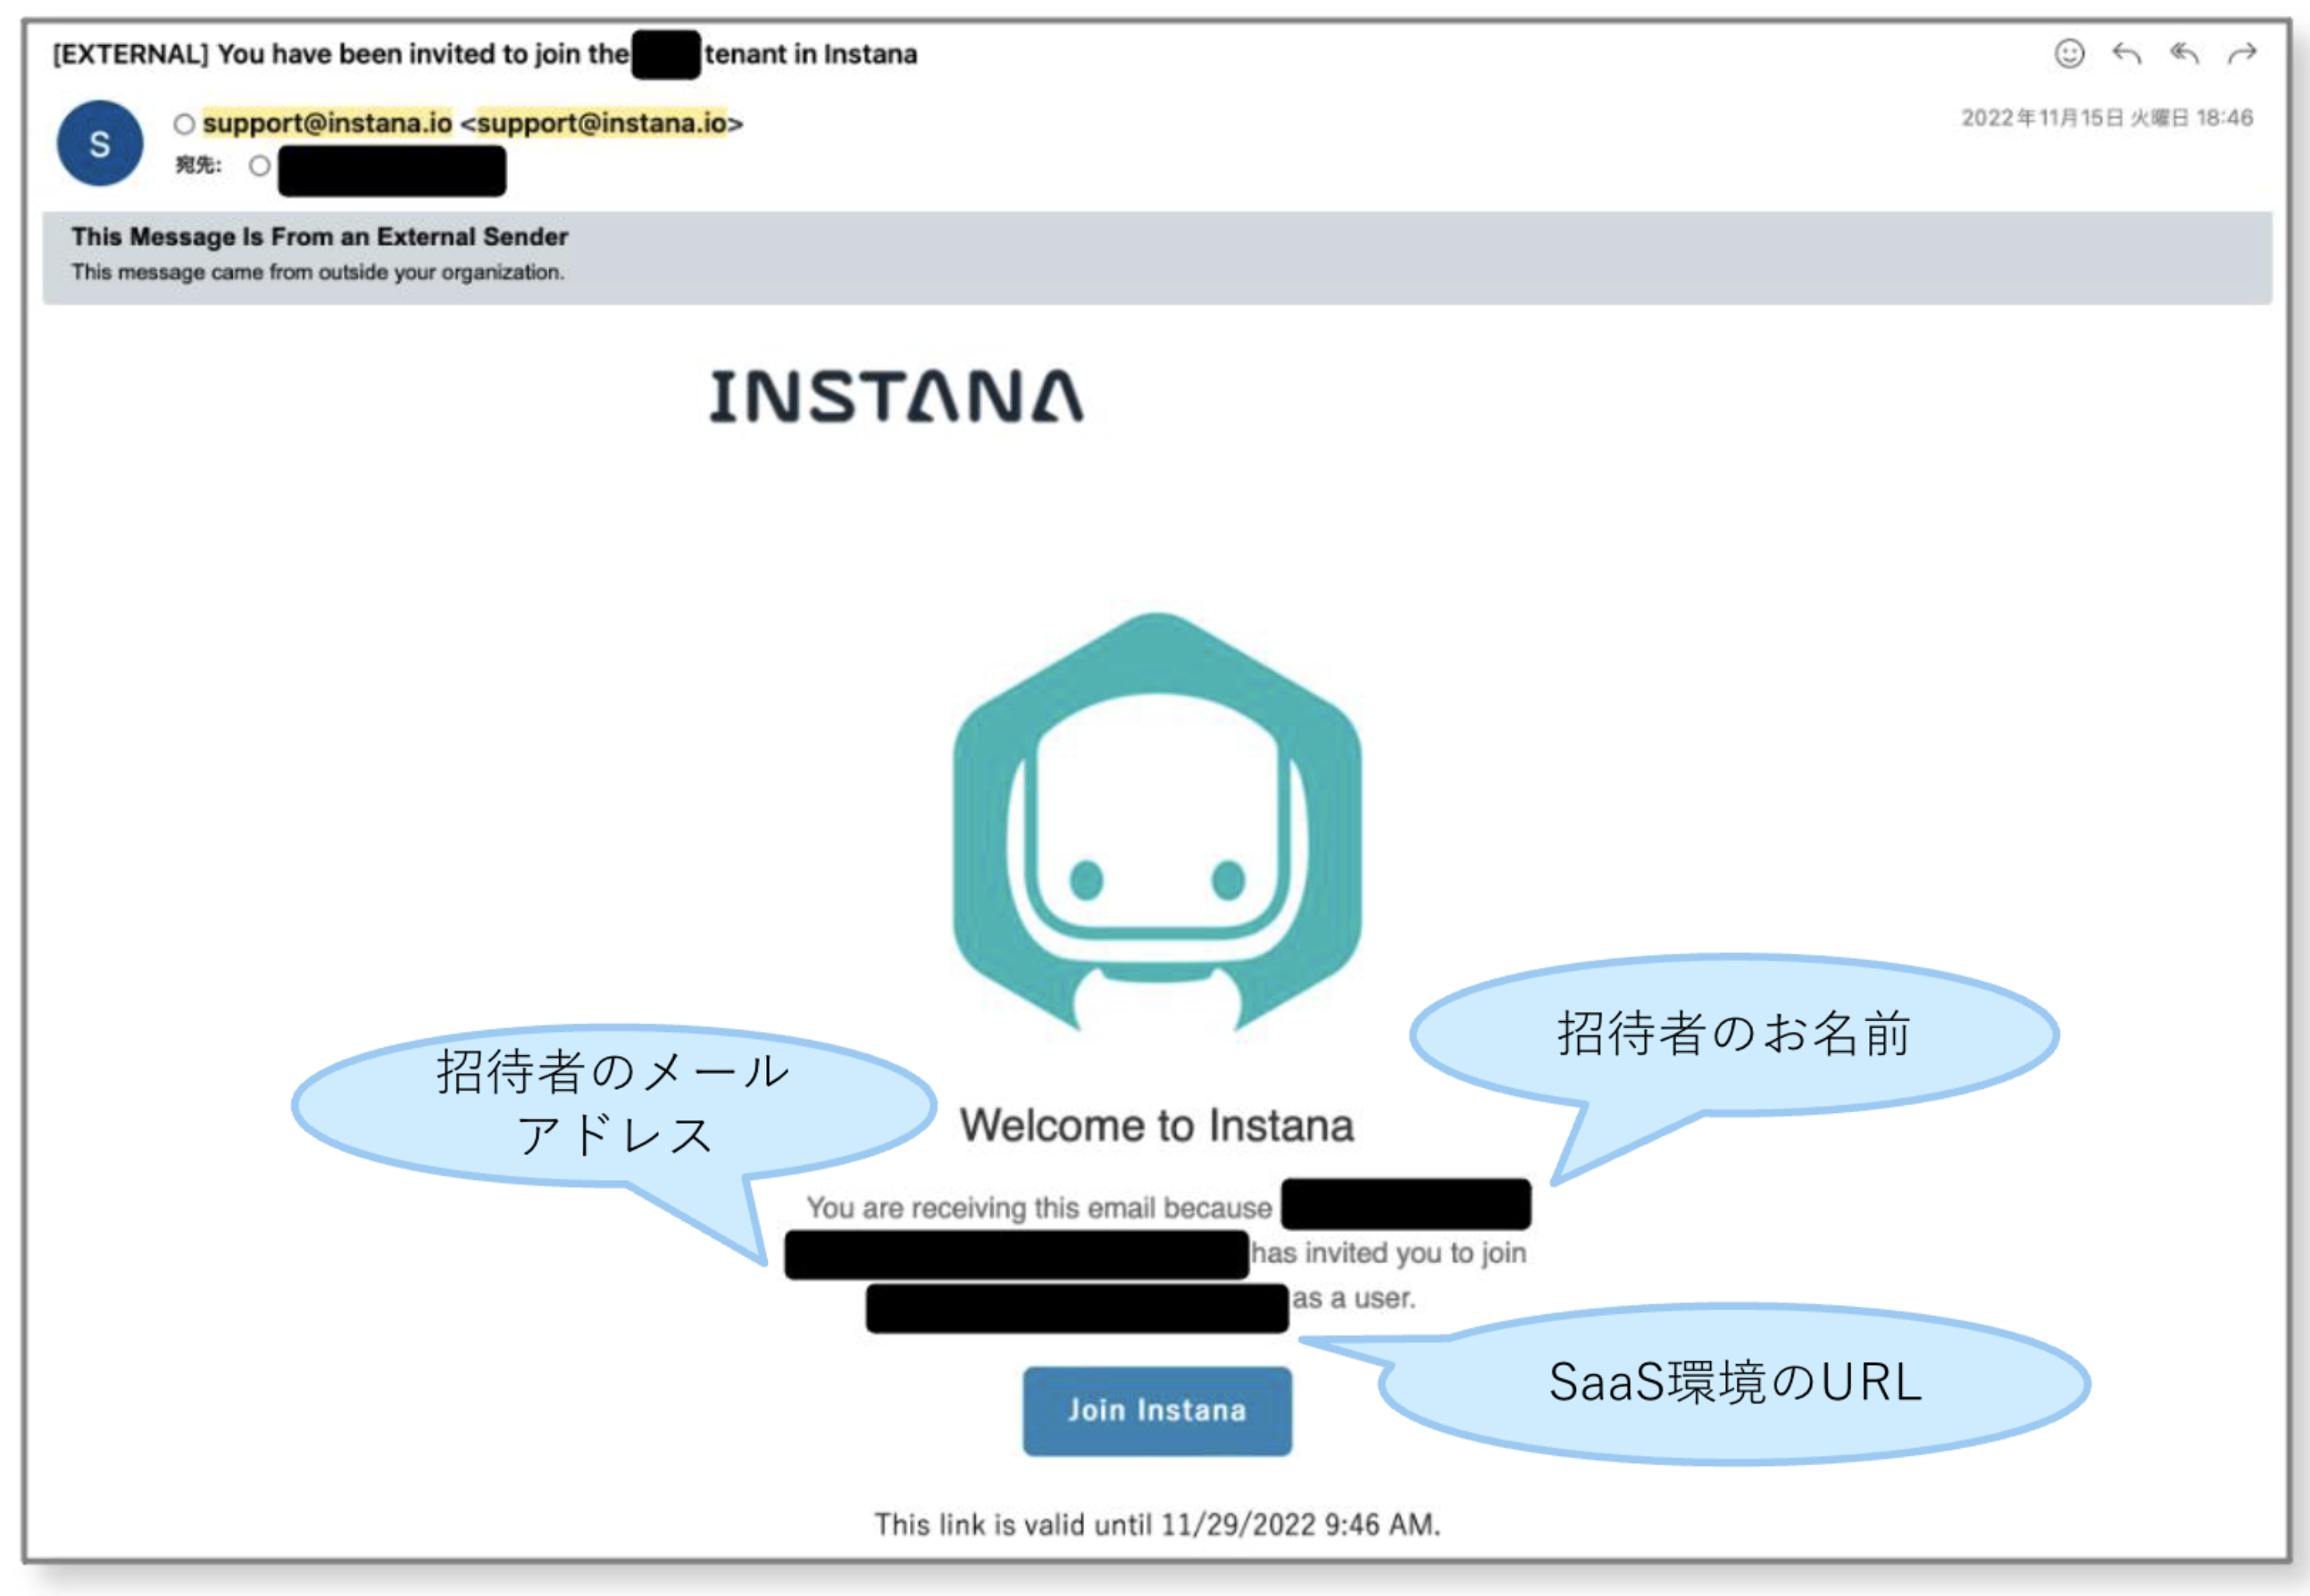 [EXTERNAL] You have been invited to join the tenant in Instana
S
support@instana.io <support@instana.io>
2022年11月15日 火曜日 18:46
宛先:
This Message Is From an External Sender
This message came from outside your organization.
INSTANA
招待者のお名前
招待者のメール
アドレス
Welcome to Instana
You are receiving this email because
has invited you to join
as a user.
SaaS環境のURL
Join Instana
This link is valid until 11/29/2022 9:46 AM.